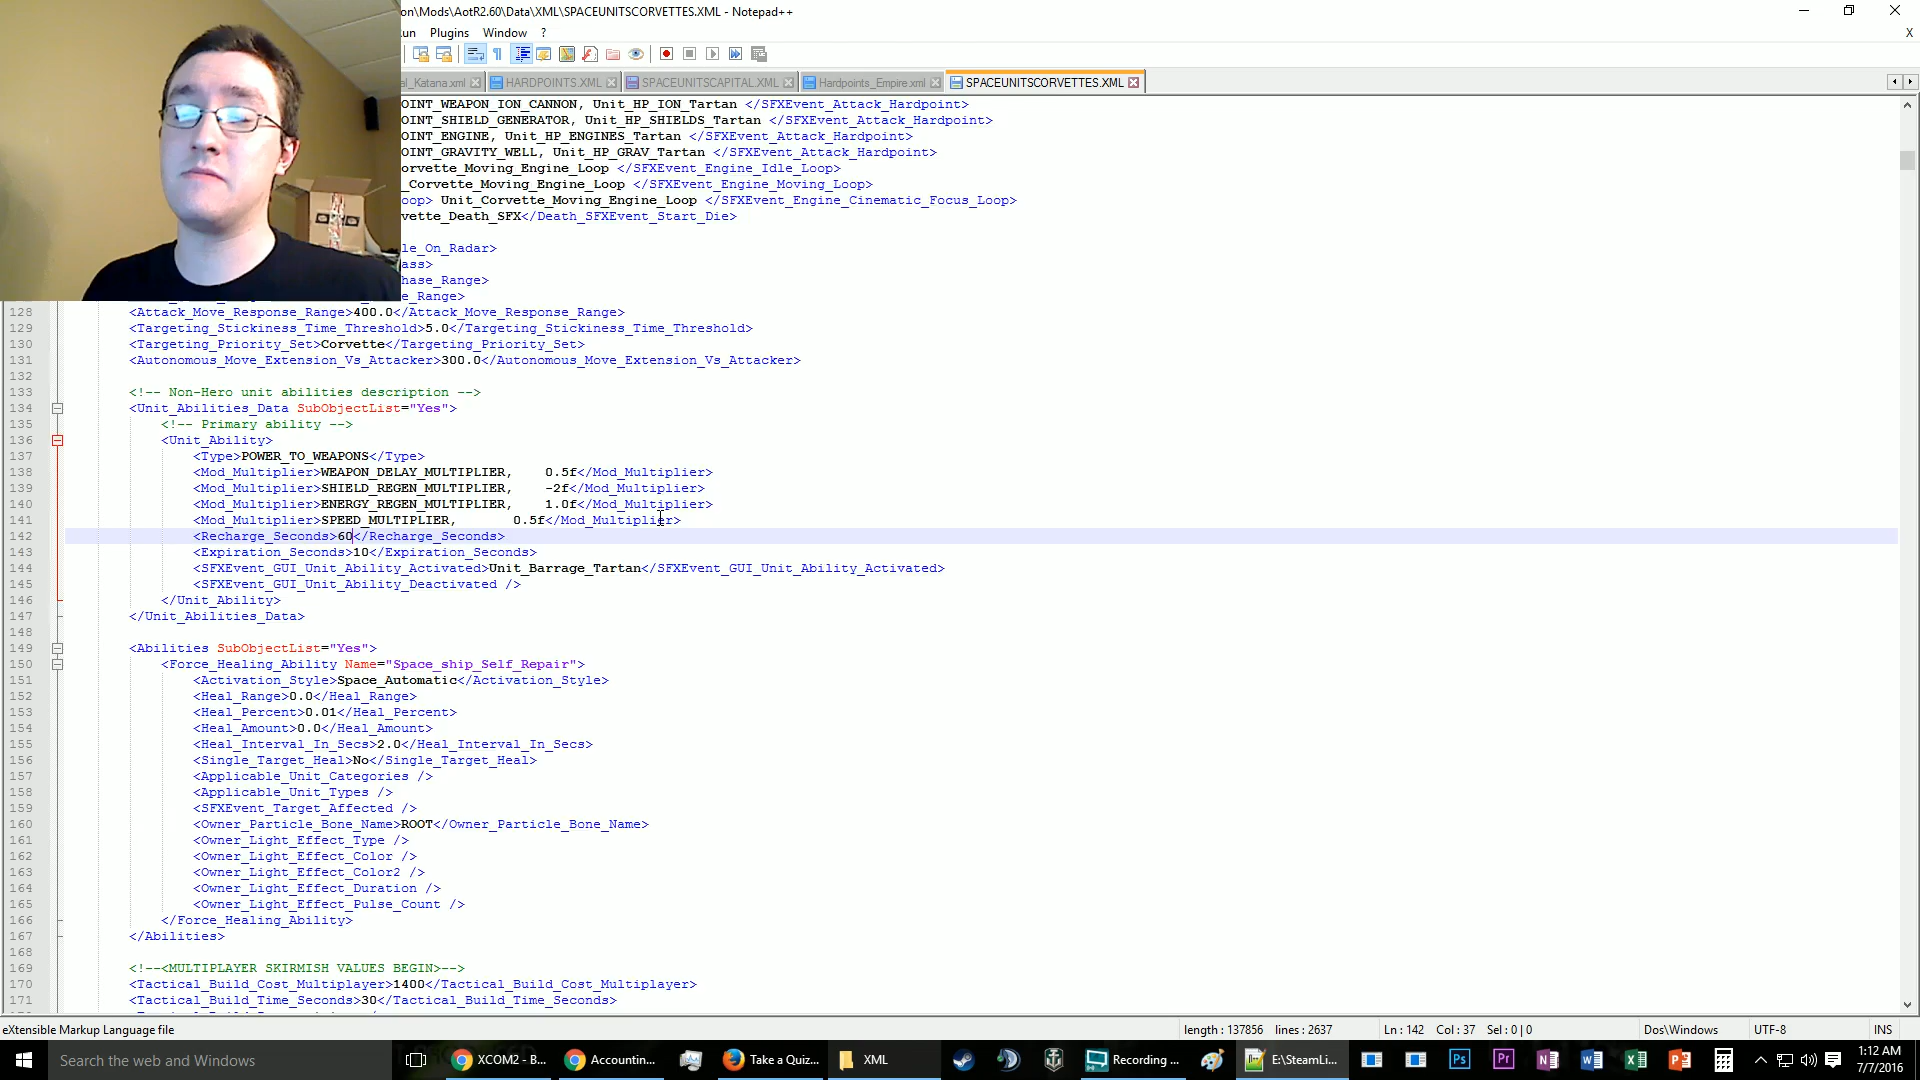 on\Mods\AotR2.60\Data\XML\SPACEUNITSCORVETTES.XML - Notepad++
un Plugins Window ? X
al_Katana.xml HARDPOINTS.XML SPACEUNITSCAPITAL.XML Hardpoints_Empire.xml SPACEUNITSCORVETTES.XML
OINT_WEAPON_ION_CANNON, Unit_HP_ION_Tartan </SFXEvent_Attack_Hardpoint>
OINT_SHIELD_GENERATOR, Unit_HP_SHIELDS_Tartan </SFXEvent_Attack_Hardpoint>
OINT_ENGINE, Unit_HP_ENGINES_Tartan </SFXEvent_Attack_Hardpoint>
OINT_GRAVITY_WELL, Unit_HP_GRAV_Tartan </SFXEvent_Attack_Hardpoint>
orvette_Moving_Engine_Loop </SFXEvent_Engine_Idle_Loop>
_Corvette_Moving_Engine_Loop </SFXEvent_Engine_Moving_Loop>
oop> Unit_Corvette_Moving_Engine_Loop </SFXEvent_Engine_Cinematic_Focus_Loop>
vette_Death_SFX</Death_SFXEvent_Start_Die>
le_On_Radar>
ass>
hase_Range>
e_Range>
128 <Attack_Move_Response_Range>400.0</Attack_Move_Response_Range>
129 <Targeting_Stickiness_Time_Threshold>5.0</Targeting_Stickiness_Time_Threshold>
130 <Targeting_Priority_Set>Corvette</Targeting_Priority_Set>
131 <Autonomous_Move_Extension_Vs_Attacker>300.0</Autonomous_Move_Extension_Vs_Attacker>
132
133 <!-- Non-Hero unit abilities description -->
134 <Unit_Abilities_Data SubObjectList="Yes">
135 <!-- Primary ability -->
136 <Unit_Ability>
137 <Type>POWER_TO_WEAPONS</Type>
138 <Mod_Multiplier>WEAPON_DELAY_MULTIPLIER, 0.5f</Mod_Multiplier>
139 <Mod_Multiplier>SHIELD_REGEN_MULTIPLIER, -2f</Mod_Multiplier>
140 <Mod_Multiplier>ENERGY_REGEN_MULTIPLIER, 1.0f</Mod_Multiplier>
141 <Mod_Multiplier>SPEED_MULTIPLIER, 0.5f</Mod_Multiplier>
142 <Recharge_Seconds>60</Recharge_Seconds>
143 <Expiration_Seconds>10</Expiration_Seconds>
144 <SFXEvent_GUI_Unit_Ability_Activated>Unit_Barrage_Tartan</SFXEvent_GUI_Unit_Ability_Activated>
145 <SFXEvent_GUI_Unit_Ability_Deactivated />
146 </Unit_Ability>
147 </Unit_Abilities_Data>
148
149 <Abilities SubObjectList="Yes">
150 <Force_Healing_Ability Name="Space_ship_Self_Repair">
151 <Activation_Style>Space_Automatic</Activation_Style>
152 <Heal_Range>0.0</Heal_Range>
153 <Heal_Percent>0.01</Heal_Percent>
154 <Heal_Amount>0.0</Heal_Amount>
155 <Heal_Interval_In_Secs>2.0</Heal_Interval_In_Secs>
156 <Single_Target_Heal>No</Single_Target_Heal>
157 <Applicable_Unit_Categories />
158 <Applicable_Unit_Types />
159 <SFXEvent_Target_Affected />
160 <Owner_Particle_Bone_Name>ROOT</Owner_Particle_Bone_Name>
161 <Owner_Light_Effect_Type />
162 <Owner_Light_Effect_Color />
163 <Owner_Light_Effect_Color2 />
164 <Owner_Light_Effect_Duration />
165 <Owner_Light_Effect_Pulse_Count />
166 </Force_Healing_Ability>
167 </Abilities>
168
169 <!--<MULTIPLAYER SKIRMISH VALUES BEGIN>-->
170 <Tactical_Build_Cost_Multiplayer>1400</Tactical_Build_Cost_Multiplayer>
171 <Tactical_Build_Time_Seconds>30</Tactical_Build_Time_Seconds>
eXtensible Markup Language file length : 137856 lines : 2637 Ln : 142 Col : 37 Sel : 0 | 0 Dos\Windows UTF-8 INS
Search the web and Windows XCOM2 - B... Accountin... Take a Quiz... XML Recording ... E:\SteamLi... Ps Pr 1:12 AM
7/7/2016